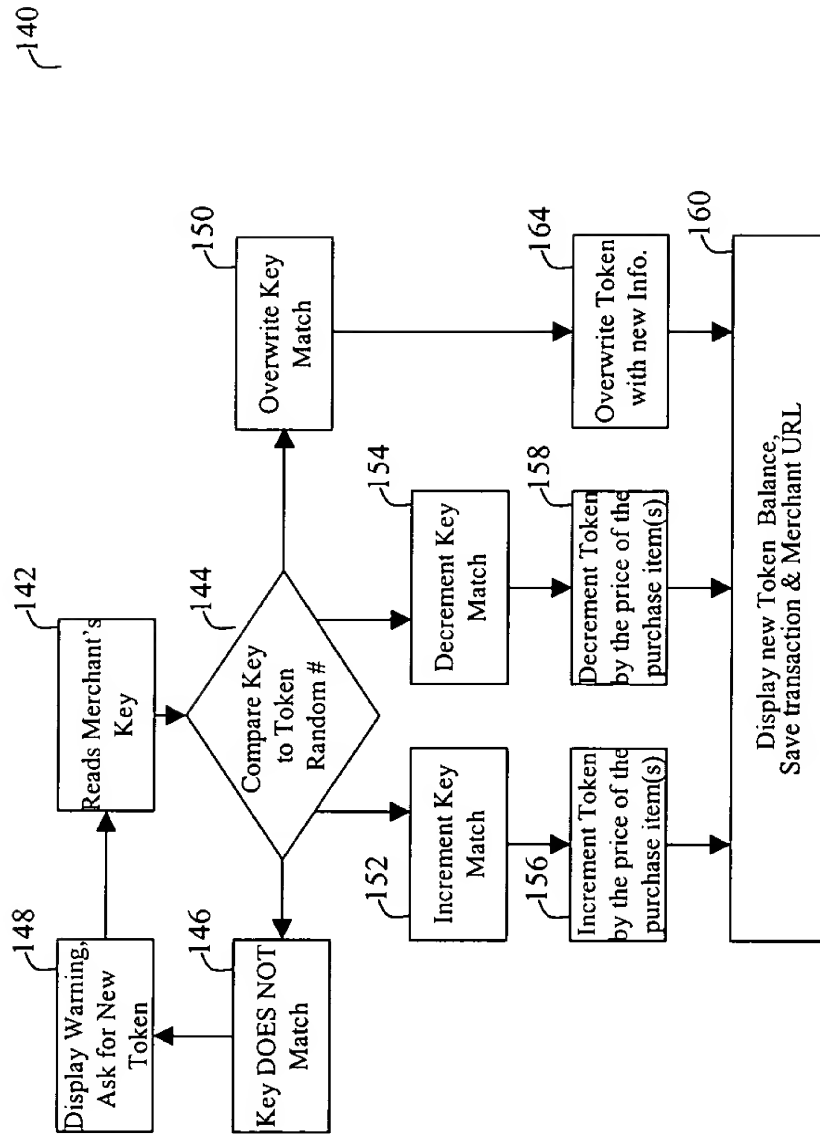 140
148
Display Warning,
Ask for New
Token
142
Reads Merchant's
Key
146
Key DOES NOT
Match
144
Compare Key
to Token
Random #
150
Overwrite Key
Match
152
Increment Key
Match
154
Decrement Key
Match
156
Increment Token
by the price of the
purchase item(s)
158
Decrement Token
by the price of the
purchase item(s)
164
Overwrite Token
with new Info.
160
Display new Token Balance,
Save transaction & Merchant URL